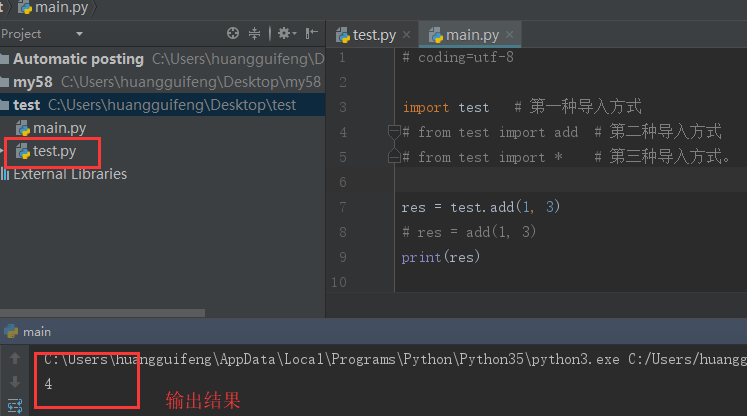 main.py
Project
Automatic posting C:\Users\huangguifeng\D
my58 C:\Users\huangguifeng\Desktop\my58
test C:\Users\huangguifeng\Desktop\test
main.py
test.py
External Libraries
test.py × main.py ×
1 # coding=utf-8
2
3 import test # 第一种导入方式
4 # from test import add # 第二种导入方式
5 # from test import * # 第三种导入方式。
6
7 res = test.add(1, 3)
8 # res = add(1, 3)
9 print(res)
10
main
C:\Users\huangguifeng\AppData\Local\Programs\Python\Python35\python3.exe C:/Users/huangg
4
输出结果